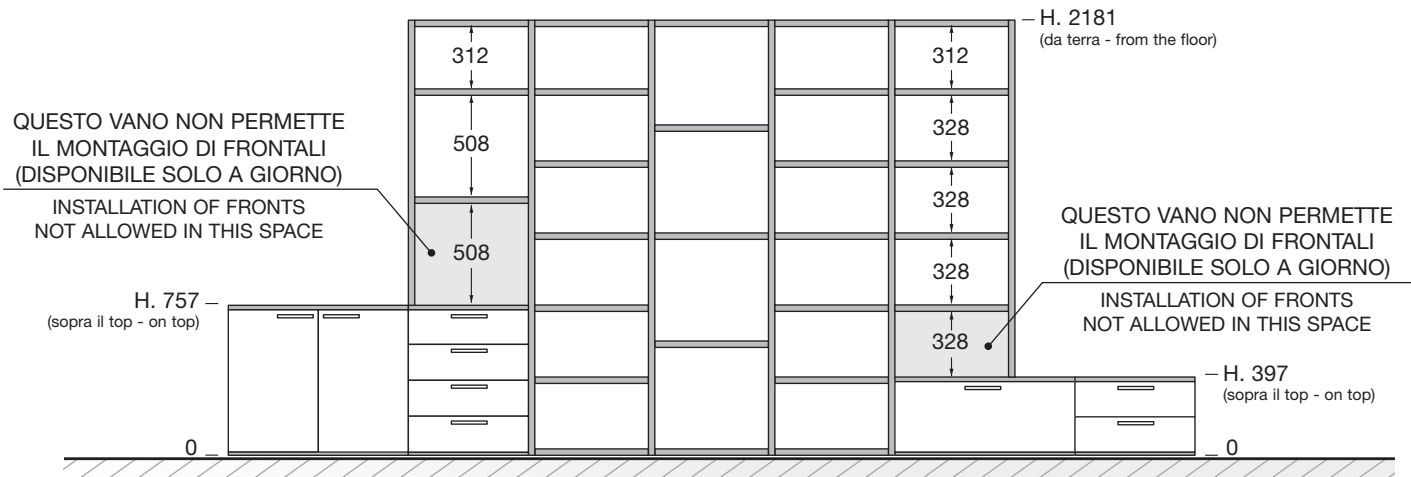 H. 2181
(da terra - from the floor)
312
312
508
328
328
328
508
328
QUESTO VANO NON PERMETTE
IL MONTAGGIO DI FRONTALI
(DISPONIBILE SOLO A GIORNO)
INSTALLATION OF FRONTS
NOT ALLOWED IN THIS SPACE
QUESTO VANO NON PERMETTE
IL MONTAGGIO DI FRONTALI
(DISPONIBILE SOLO A GIORNO)
INSTALLATION OF FRONTS
NOT ALLOWED IN THIS SPACE
H. 757
(sopra il top - on top)
H. 397
(sopra il top - on top)
0
0